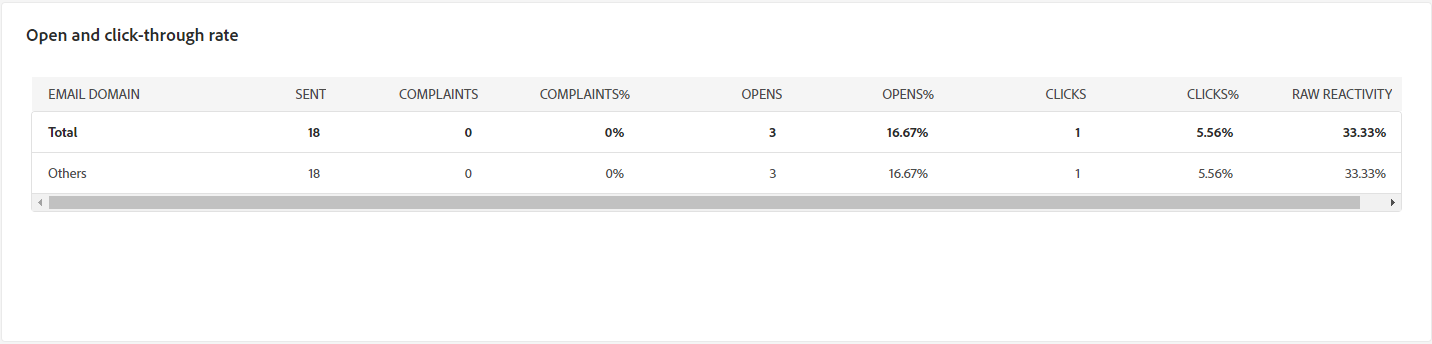 Open and click-through rate
EMAIL DOMAIN SENT COMPLAINTS COMPLAINTS% OPENS OPENS% CLICKS CLICKS% RAW REACTIVITY
Total 18 0 0% 3 16.67% 1 5.56% 33.33%
Others 18 0 0% 3 16.67% 1 5.56% 33.33%